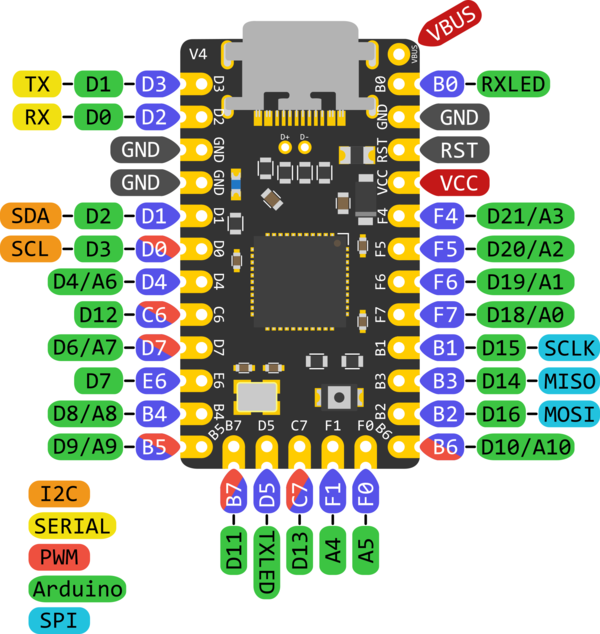 VBUS
V4
VBUS
TX D1 D3 D3 B0 B0 RXLED
RX D0 D2 D2 GND GND
D+ D-
GND GND RST RST
GND GND VCC VCC
SDA D2 D1 D1 F4 F4 D21/A3
SCL D3 D0 D0 F5 F5 D20/A2
D4/A6 D4 D4 F6 F6 D19/A1
D12 C6 C6 F7 F7 D18/A0
D6/A7 D7 D7 B1 B1 D15 SCLK
D7 E6 E6 B3 B3 D14 MISO
D8/A8 B4 B4 B2 B2 D16 MOSI
D9/A9 B5 B5 B7 D5 C7 F1 F0 B6 B6 D10/A10
B7 D5 C7 F1 F0
D11 TXLED D13 A4 A5
I2C
SERIAL
PWM
Arduino
SPI